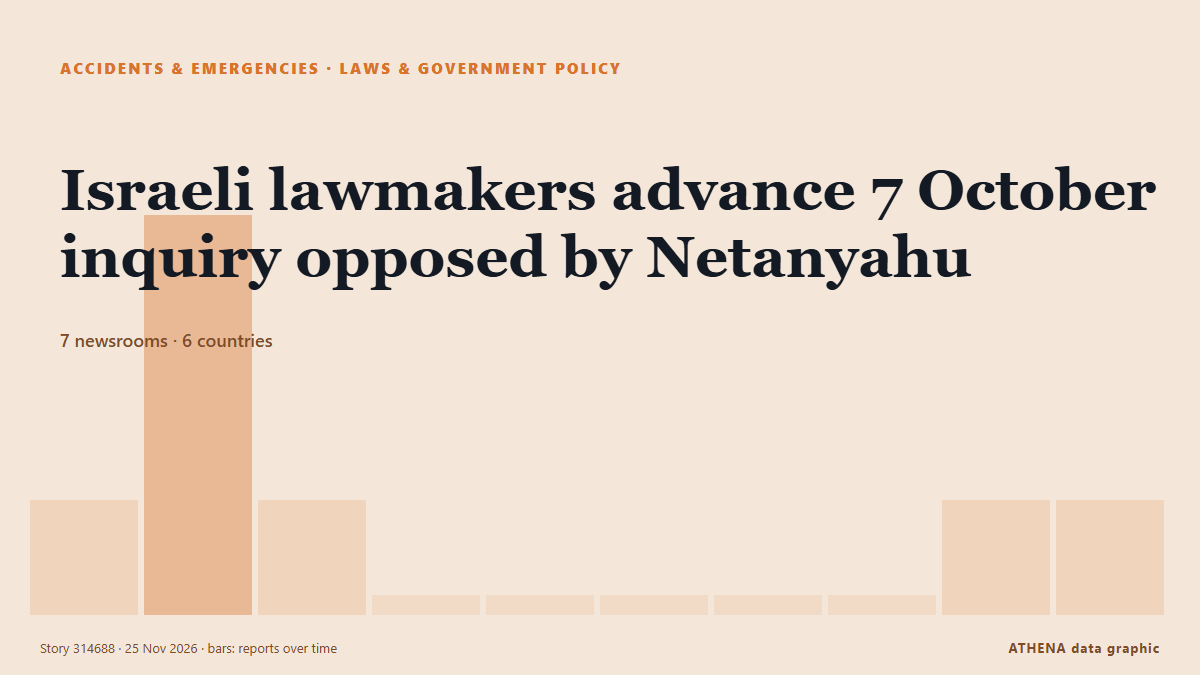 ACCIDENTS & EMERGENCIES · LAWS & GOVERNMENT POLICY
Israeli lawmakers advance 7 October
inquiry opposed by Netanyahu
7 newsrooms · 6 countries
Story 314688 · 25 Nov 2026 · bars: reports over time
ATHENA data graphic